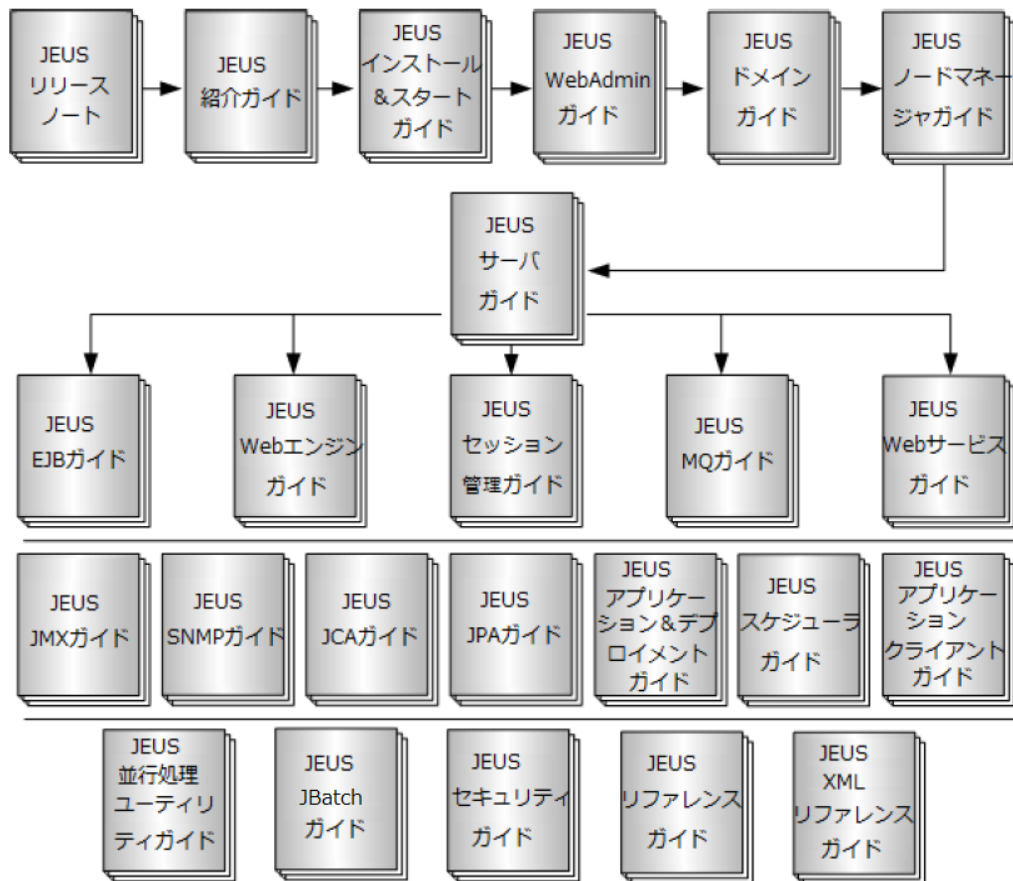 JEUS
リリース
ノート
JEUS
紹介ガイド
JEUS
インストール
&スタート
ガイド
JEUS
WebAdmin
ガイド
JEUS
ドメイン
ガイド
JEUS
ノードマネー
ジャガイド
JEUS
サーバ
ガイド
JEUS
EJBガイド
JEUS
Webエンジン
ガイド
JEUS
セッション
管理ガイド
JEUS
MQガイド
JEUS
Webサービス
ガイド
JEUS
JMXガイド
JEUS
SNMPガイド
JEUS
JCAガイド
JEUS
JPAガイド
JEUS
アプリケー
ション&デプ
ロイメント
ガイド
JEUS
スケジューラ
ガイド
JEUS
アプリケー
ション
クライアント
ガイド
JEUS
並行処理
ユーティリ
ティガイド
JEUS
JBatch
ガイド
JEUS
セキュリティ
ガイド
JEUS
リファレンス
ガイド
JEUS
XML
リファレンス
ガイド